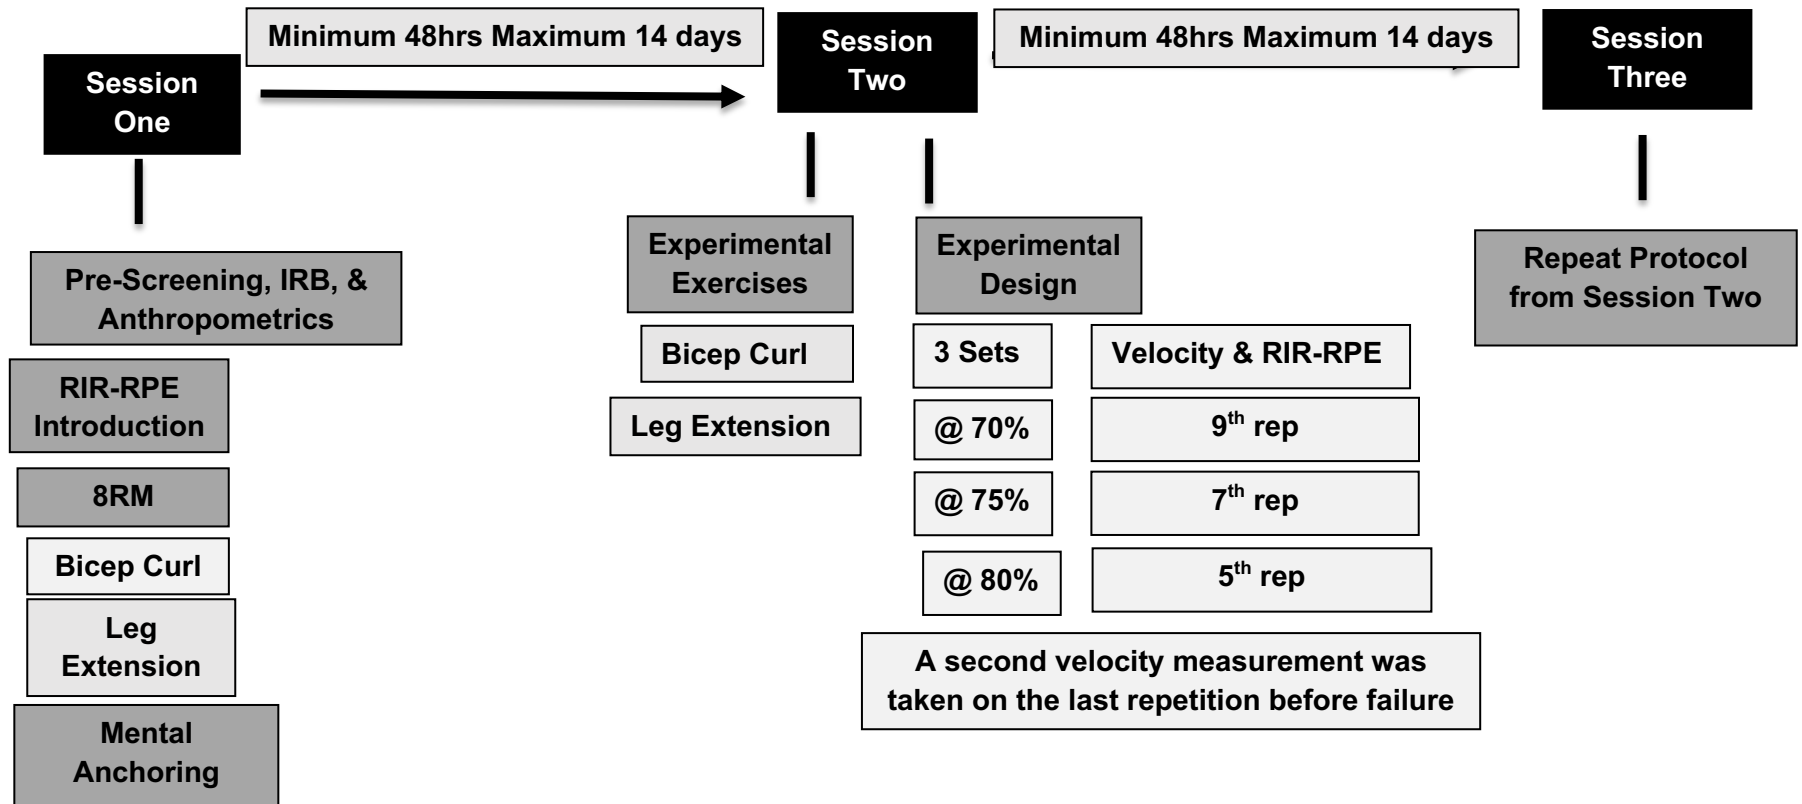 Session
One
Minimum 48hrs Maximum 14 days
Session
Two
Minimum 48hrs Maximum 14 days
Session
Three
Pre-Screening, IRB, &
Anthropometrics
RIR-RPE
Introduction
8RM
Bicep Curl
Leg
Extension
Mental
Anchoring
Experimental
Exercises
Bicep Curl
Leg Extension
Experimental
Design
3 Sets
Velocity & RIR-RPE
@ 70%
9th rep
@ 75%
7th rep
@ 80%
5th rep
A second velocity measurement was
taken on the last repetition before failure
Repeat Protocol
from Session Two